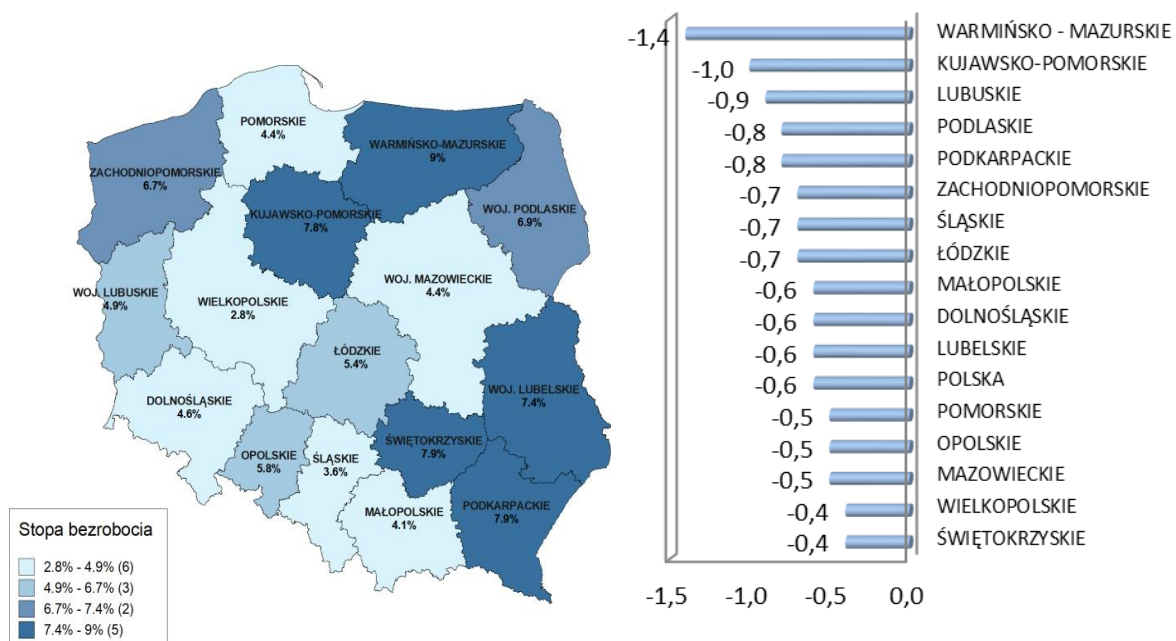 POMORSKIE
4.4%
WARMIŃSKO-MAZURSKIE
9%
ZACHODNIOPOMORSKIE
6.7%
KUJAWSKO-POMORSKIE
7.8%
WOJ. PODLASKIE
6.9%
WOJ. MAZOWIECKIE
4.4%
WOJ. LUBUSKIE
4.9%
WIELKOPOLSKIE
2.8%
ŁÓDZKIE
5.4%
WOJ. LUBELSKIE
7.4%
DOLNOŚLĄSKIE
4.6%
OPOLSKIE
5.8%
ŚLĄSKIE
3.6%
ŚWIĘTOKRZYSKIE
7.9%
MAŁOPOLSKIE
4.1%
PODKARPACKIE
7.9%
Stopa bezrobocia
2.8% - 4.9% (6)
4.9% - 6.7% (3)
6.7% - 7.4% (2)
7.4% - 9% (5)
-1,4 WARMIŃSKO - MAZURSKIE
-1,0 KUJAWSKO-POMORSKIE
-0,9 LUBUSKIE
-0,8 PODLASKIE
-0,8 PODKARPACKIE
-0,7 ZACHODNIOPOMORSKIE
-0,7 ŚLĄSKIE
-0,7 ŁÓDZKIE
-0,6 MAŁOPOLSKIE
-0,6 DOLNOŚLĄSKIE
-0,6 LUBELSKIE
-0,6 POLSKA
-0,5 POMORSKIE
-0,5 OPOLSKIE
-0,5 MAZOWIECKIE
-0,4 WIELKOPOLSKIE
-0,4 ŚWIĘTOKRZYSKIE
-1,5 -1,0 -0,5 0,0